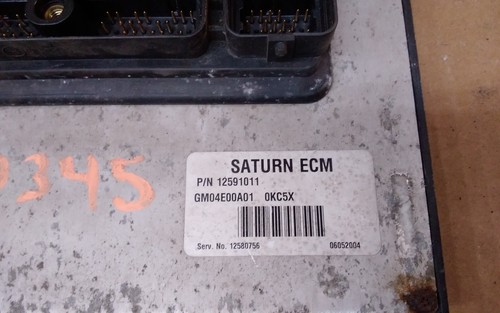 SATURN ECM
P/N 12591011
GM04E00A01 0KC5X
Serv. No. 12580756 06052004
345